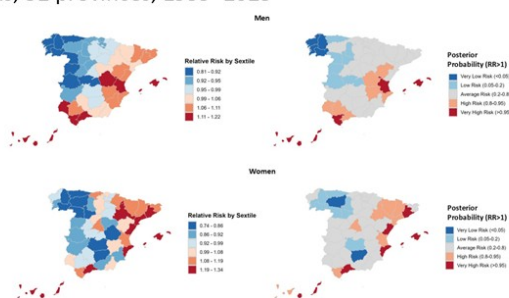 Men
Relative Risk by Sextile
0.81 - 0.92
0.92 - 0.95
0.95 - 0.99
0.99 - 1.06
1.06 - 1.11
1.11 - 1.22
Posterior
Probability (RR>1)
Very Low Risk (<0.05)
Low Risk (0.05-0.2)
Average Risk (0.2-0.8
High Risk (0.8-0.95)
Very High Risk (>0.95
Women
Relative Risk by Sextile
0.74 - 0.86
0.86 - 0.92
0.92 - 0.99
0.99 - 1.08
1.08 - 1.19
1.19 - 1.34
Posterior
Probability (RR>1)
Very Low Risk (<0.05)
Low Risk (0.05-0.2)
Average Risk (0.2-0.8)
High Risk (0.8-0.95)
Very High Risk (>0.95)